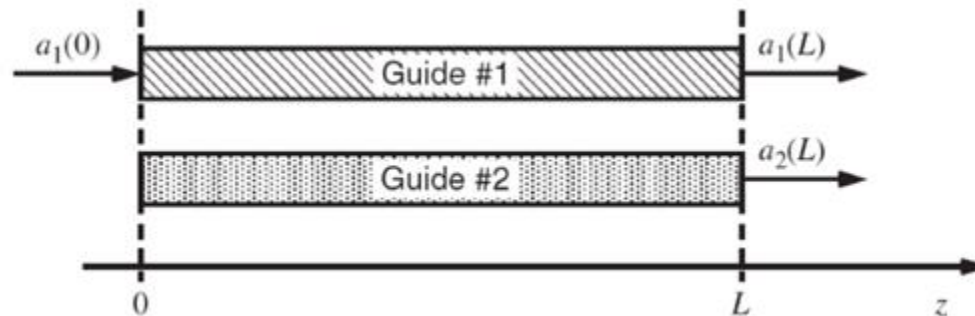 a₁(0) Guide #1 a₁(L)
Guide #2 a₂(L)
0 L z